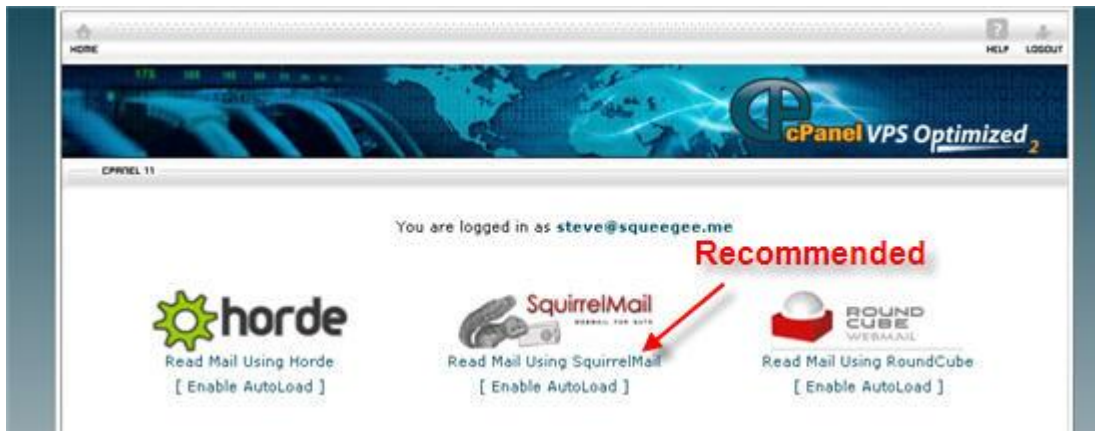 HOME
HELP LOGOUT
cPanel VPS Optimized 2
CPANEL 11
You are logged in as steve@squeegee.me
Recommended
horde
SquirrelMail
WEBMAIL FOR NUTS
ROUND
CUBE
WEBMAIL
Read Mail Using Horde
Read Mail Using SquirrelMail
Read Mail Using RoundCube
[ Enable AutoLoad ]
[ Enable AutoLoad ]
[ Enable AutoLoad ]